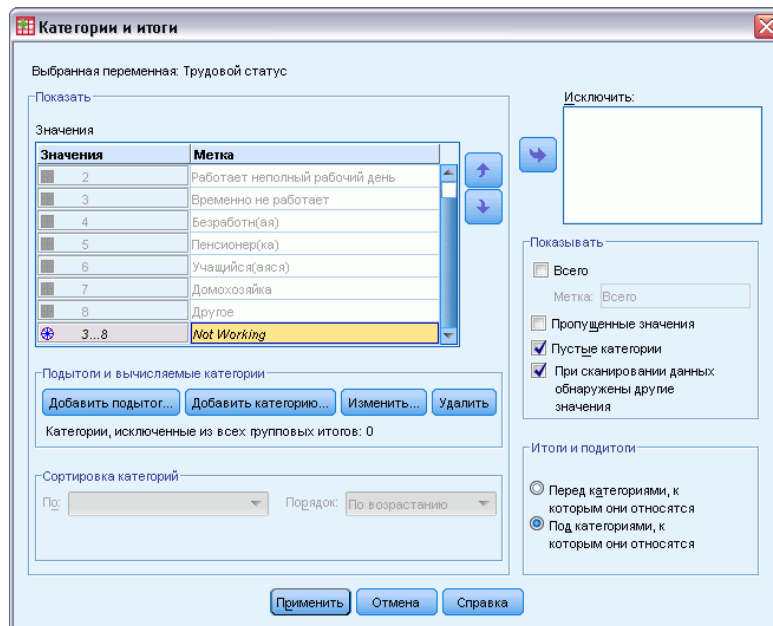 Категории и итоги
Выбранная переменная: Трудовой статус
Показать
Значения
Значения Метка
2 Работает неполный рабочий день
3 Временно не работает
4 Безработн(ая)
5 Пенсионер(ка)
6 Учащийся(аяся)
7 Домохозяйка
8 Другое
3...8 Not Working
Подытоги и вычисляемые категории
Добавить подытог... Добавить категорию... Изменить... Удалить
Категории, исключенные из всех групповых итогов: 0
Сортировка категорий
По: Порядок: По возрастанию
Исключить:
Показывать
Всего
Метка: Всего
Пропущенные значения
Пустые категории
При сканировании данных
обнаружены другие
значения
Итоги и подитоги
Перед категориями, к
которым они относятся
Под категориями, к
которым они относятся
Применить Отмена Справка